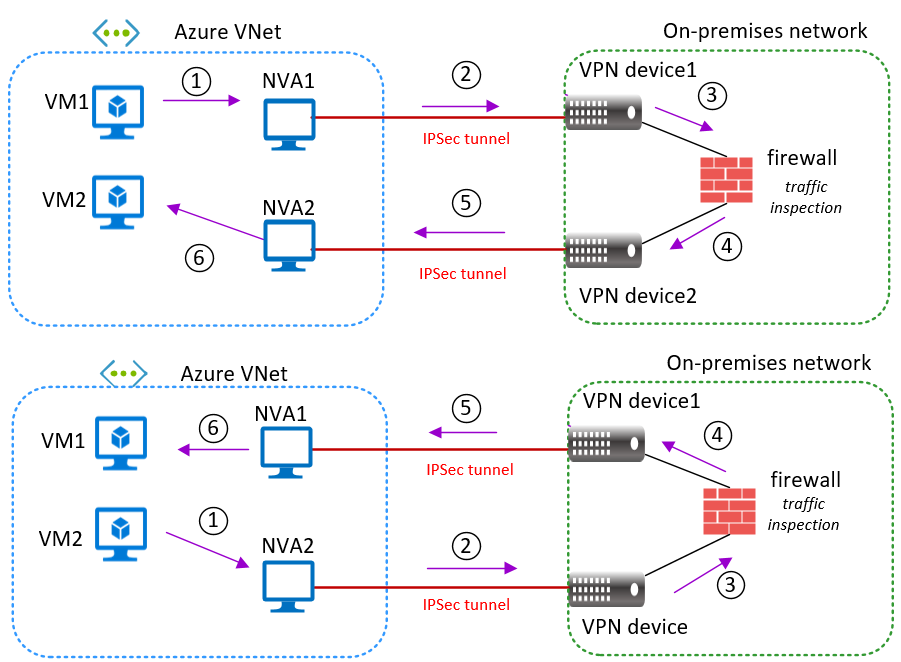 Azure VNet
On-premises network
VM1
1
NVA1
2
IPSec tunnel
VPN device1
3
firewall
traffic
inspection
VM2
NVA2
6
5
IPSec tunnel
4
VPN device2
Azure VNet
On-premises network
VM1
6
NVA1
5
IPSec tunnel
VPN device1
4
firewall
traffic
inspection
VM2
1
NVA2
2
IPSec tunnel
3
VPN device